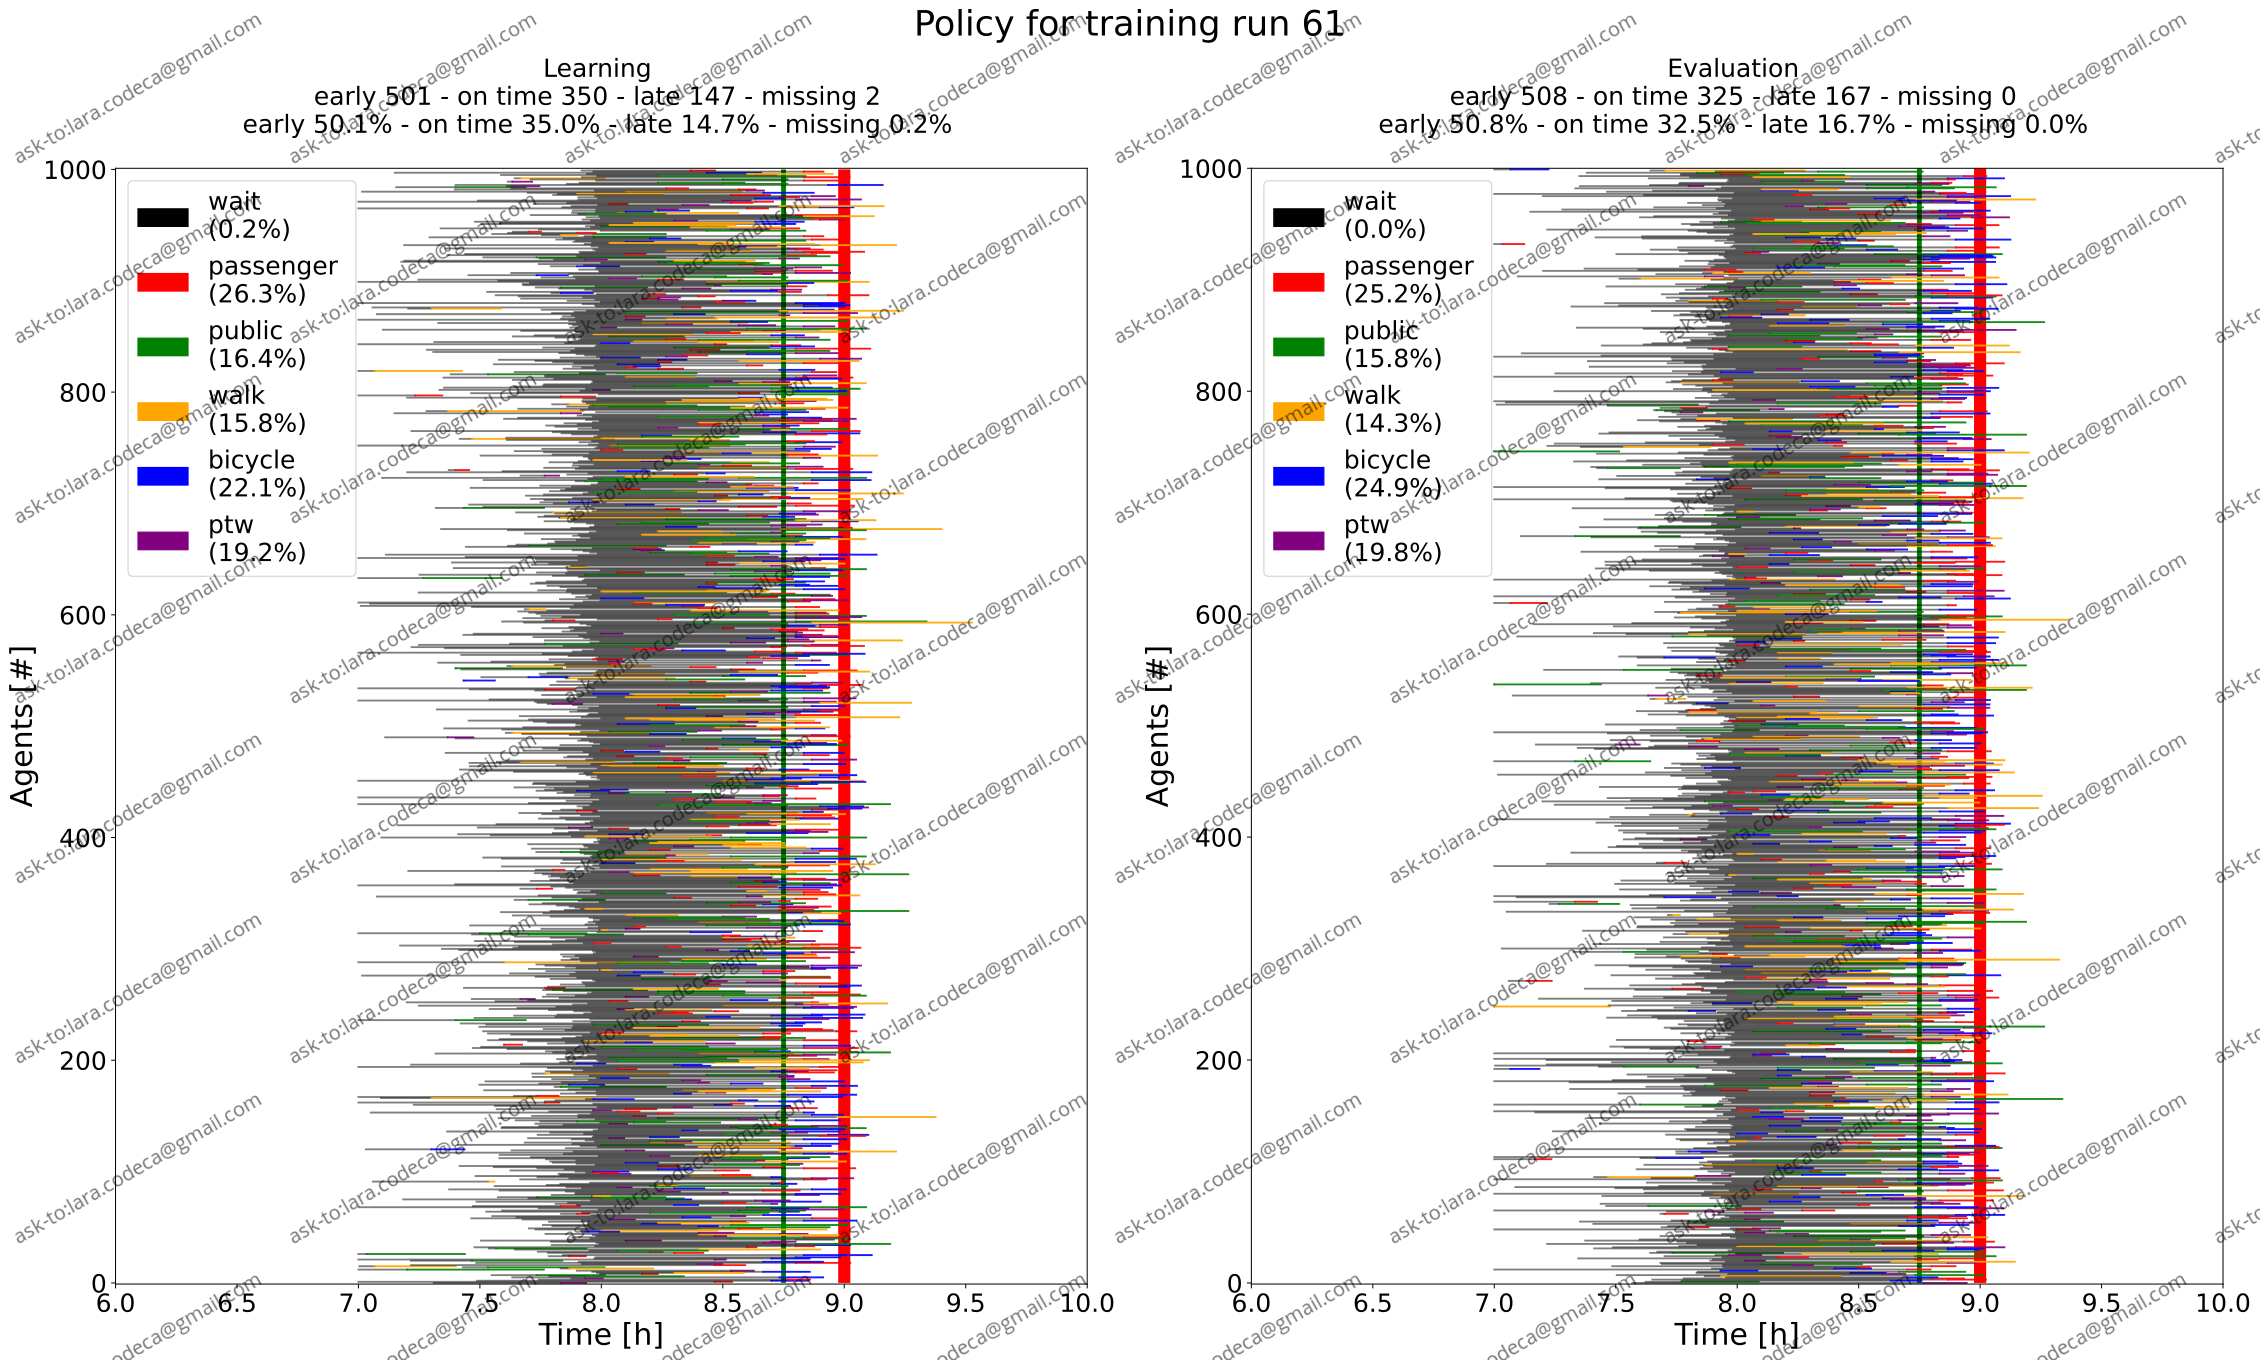 Policy for training run 61
Learning
early 501 - on time 350 - late 147 - missing 2
early 50.1% - on time 35.0% - late 14.7% - missing 0.2%
1000
800
600
400
200
0
Agents [#]
wait
(0.2%)
passenger
(26.3%)
public
(16.4%)
walk
(15.8%)
bicycle
(22.1%)
ptw
(19.2%)
6.0 6.5 7.0 7.5 8.0 8.5 9.0 9.5 10.0
Time [h]
Evaluation
early 508 - on time 325 - late 167 - missing 0
early 50.8% - on time 32.5% - late 16.7% - missing 0.0%
1000
800
600
400
200
0
Agents [#]
wait
(0.0%)
passenger
(25.2%)
public
(15.8%)
walk
(14.3%)
bicycle
(24.9%)
ptw
(19.8%)
6.0 6.5 7.0 7.5 8.0 8.5 9.0 9.5 10.0
Time [h]
ask-to:lara.codeca@gmail.com